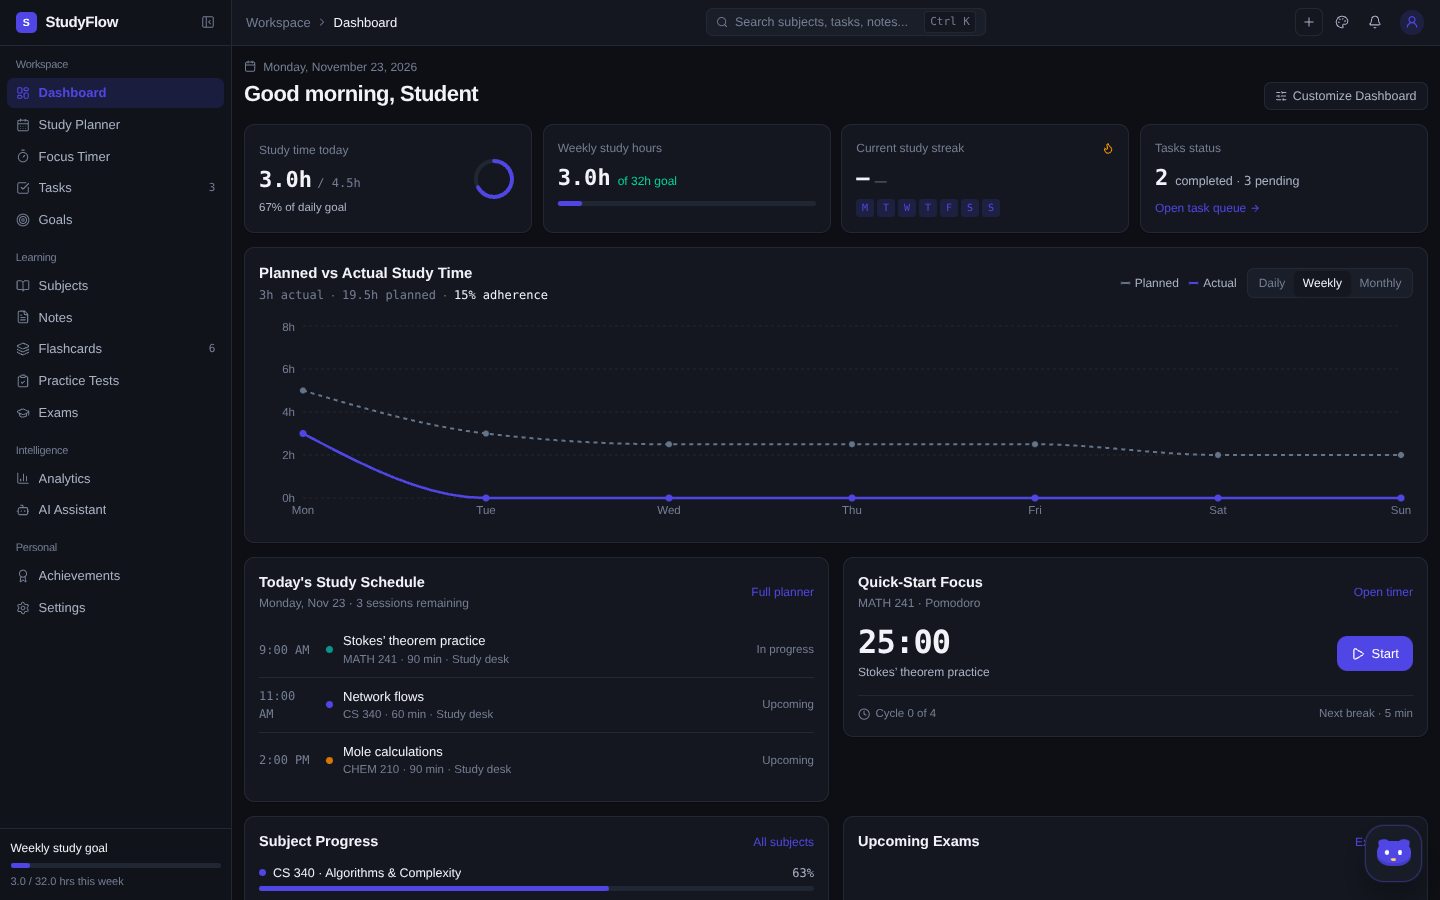 S StudyFlow
Workspace > Dashboard
Search subjects, tasks, notes... Ctrl K
Workspace
Dashboard
Study Planner
Focus Timer
Tasks 3
Goals
Learning
Subjects
Notes
Flashcards 6
Practice Tests
Exams
Intelligence
Analytics
AI Assistant
Personal
Achievements
Settings
Weekly study goal
3.0 / 32.0 hrs this week
Monday, November 23, 2026
Good morning, Student
Customize Dashboard
Study time today
3.0h / 4.5h
67% of daily goal
Weekly study hours
3.0h of 32h goal
Current study streak
— —
M T W T F S S
Tasks status
2 completed · 3 pending
Open task queue →
Planned vs Actual Study Time
3h actual · 19.5h planned · 15% adherence
Planned Actual
Daily Weekly Monthly
8h
6h
4h
2h
0h
Mon Tue Wed Thu Fri Sat Sun
Today's Study Schedule
Monday, Nov 23 · 3 sessions remaining
Full planner
9:00 AM Stokes’ theorem practice
MATH 241 · 90 min · Study desk
In progress
11:00 AM Network flows
CS 340 · 60 min · Study desk
Upcoming
2:00 PM Mole calculations
CHEM 210 · 90 min · Study desk
Upcoming
Quick-Start Focus
MATH 241 · Pomodoro
Open timer
25:00
Stokes’ theorem practice
Start
Cycle 0 of 4
Next break · 5 min
Subject Progress
All subjects
CS 340 · Algorithms & Complexity 63%
Upcoming Exams